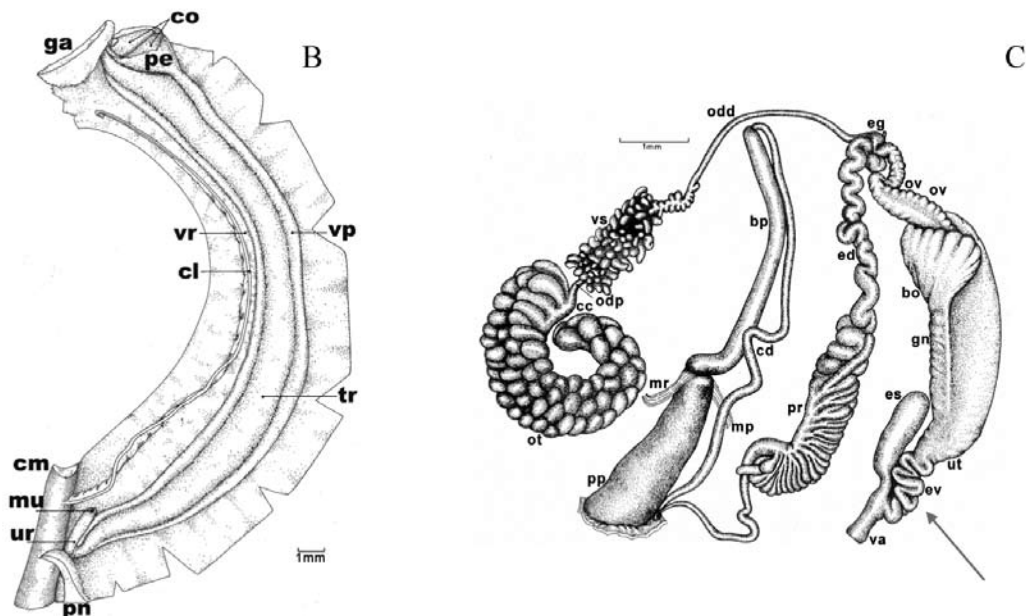 co
ga
pe
B
vr
vp
cl
tr
cm
mu
ur
1mm
pn
C
odd
1mm
eg
ov
ov
vs
bp
ed
bo
odp
cc
gn
cd
mr
es
pr
mp
ot
ut
pp
ev
va